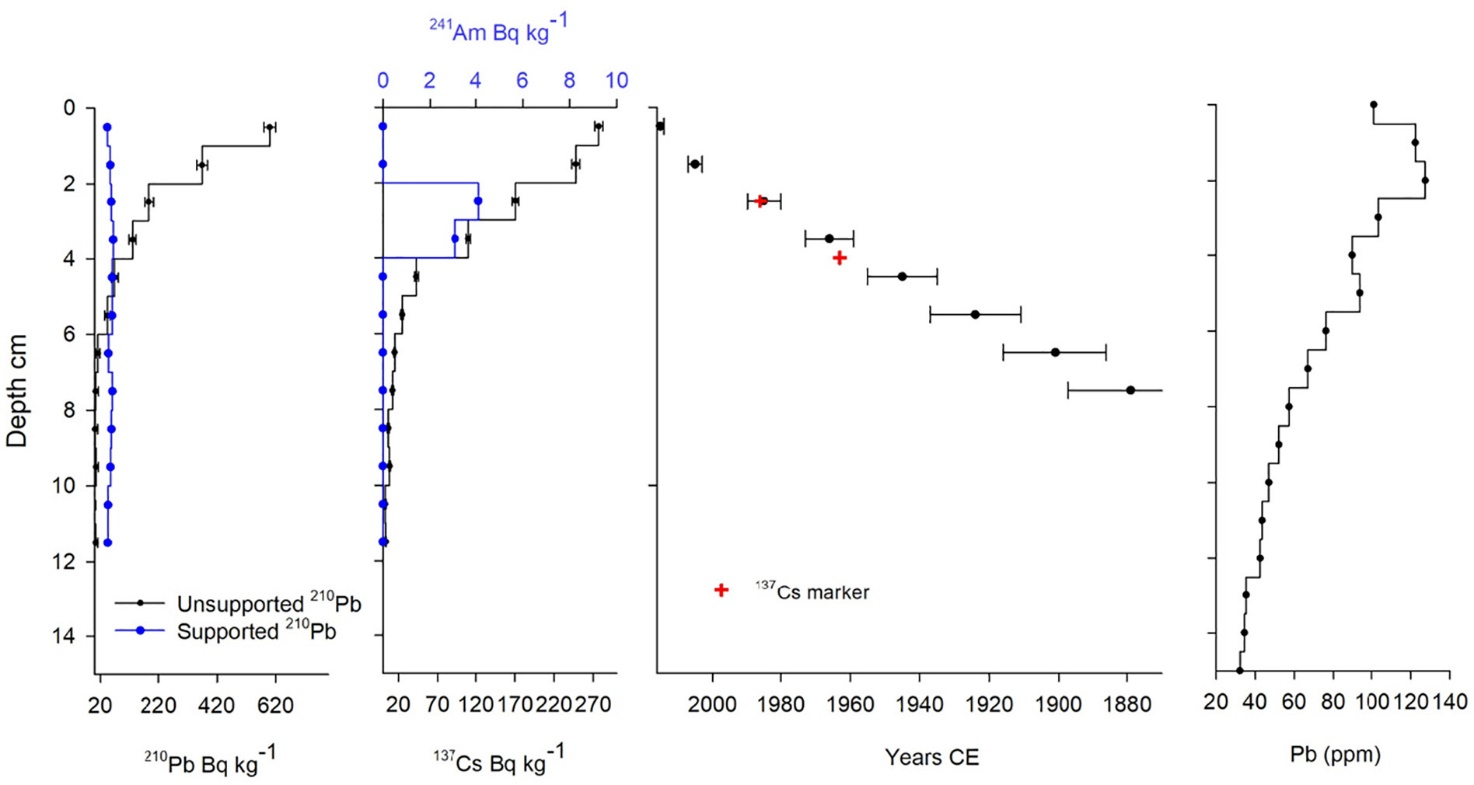 ²⁴¹Am Bq kg⁻¹
0 2 4 6 8 10
Depth cm
0
2
4
6
8
10
12
14
Unsupported ²¹⁰Pb
Supported ²¹⁰Pb
¹³⁷Cs marker
20 220 420 620
20 70 120 170 220 270
2000 1980 1960 1940 1920 1900 1880
20 40 60 80 100 120 140
²¹⁰Pb Bq kg⁻¹
¹³⁷Cs Bq kg⁻¹
Years CE
Pb (ppm)